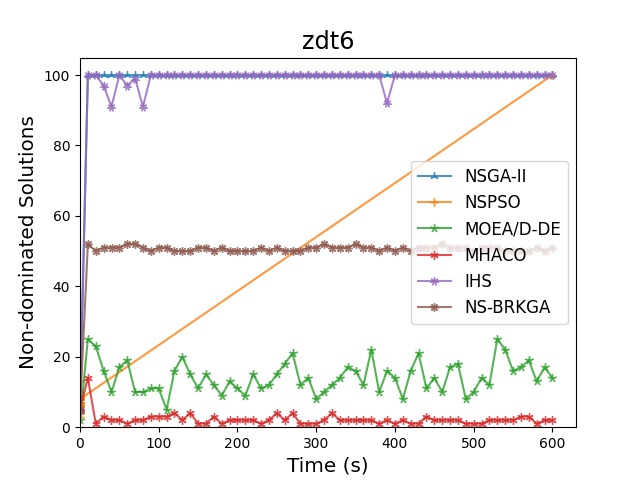 zdt6
Non-dominated Solutions
100
80
60
40
20
0
0 100 200 300 400 500 600
Time (s)
NSGA-II
NSPSO
MOEA/D-DE
MHACO
IHS
NS-BRKGA